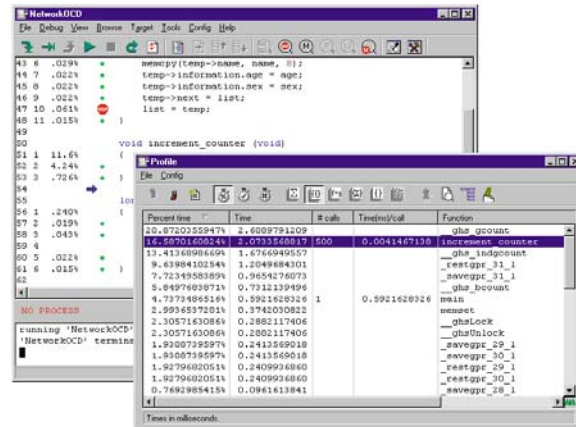 NetworkOCD
File Debug View Browse Target Tools Config Help
43 6 .029% memcpy(temp->name, name, 8);
44 7 .022% temp->information.age = age;
45 8 .022% temp->information.sex = sex;
46 9 .022% temp->next = list;
47 10 .061% list = temp;
48 11 .015% }
49
50 void increment_counter (void)
51 1 11.6% {
52 2 4.24%
53 3 .726% }
54
55
56 1 .240% {
57 2 .019%
58 3 .043%
59 4
60 5 .022%
61 6 .015% }
62
NO PROCESS
running 'NetworkOCD'
'NetworkOCD' termina
Profile
File Config
Percent time Time # calls Time(ms)/call Function
20.8720355947% 2.6089791209 __ghs_gcount
16.5870160824% 2.0733560817 500 0.0041467138 increment_counter
13.4136898669% 1.6766949557 __ghs_indgcount
9.6398410254% 1.2049684301 _restgpr_31_1
7.7234958389% 0.9654276073 _savegpr_31_1
5.8497683871% 0.7312139496 __ghs_bcount
4.7373486516% 0.5921628326 1 0.5921628326 main
2.9936537201% 0.3742030822 memset
2.3057163086% 0.2882117406 __ghsLock
2.3057163086% 0.2882117406 __ghsUnlock
1.9308739597% 0.2413569018 _savegpr_29_1
1.9308739597% 0.2413569018 _savegpr_30_1
1.9279682051% 0.2409936860 _restgpr_29_1
1.9279682051% 0.2409936860 _restgpr_30_1
0.7692985415% 0.0961613841 _savegpr_28_1
Times in milliseconds.